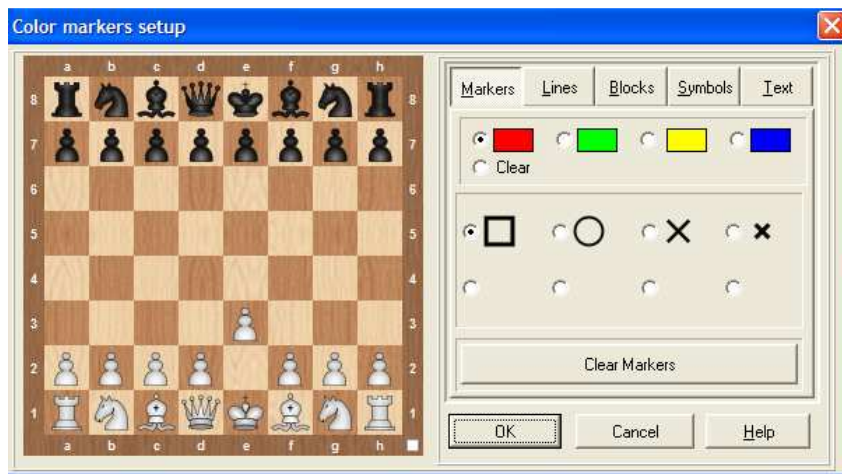 Color markers setup
a b c d e f g h
Markers Lines Blocks Symbols Text
8 8
7 7
Clear
6 6
5 5
4 4
3 3
2 2
Clear Markers
1 1
a b c d e f g h
OK Cancel Help